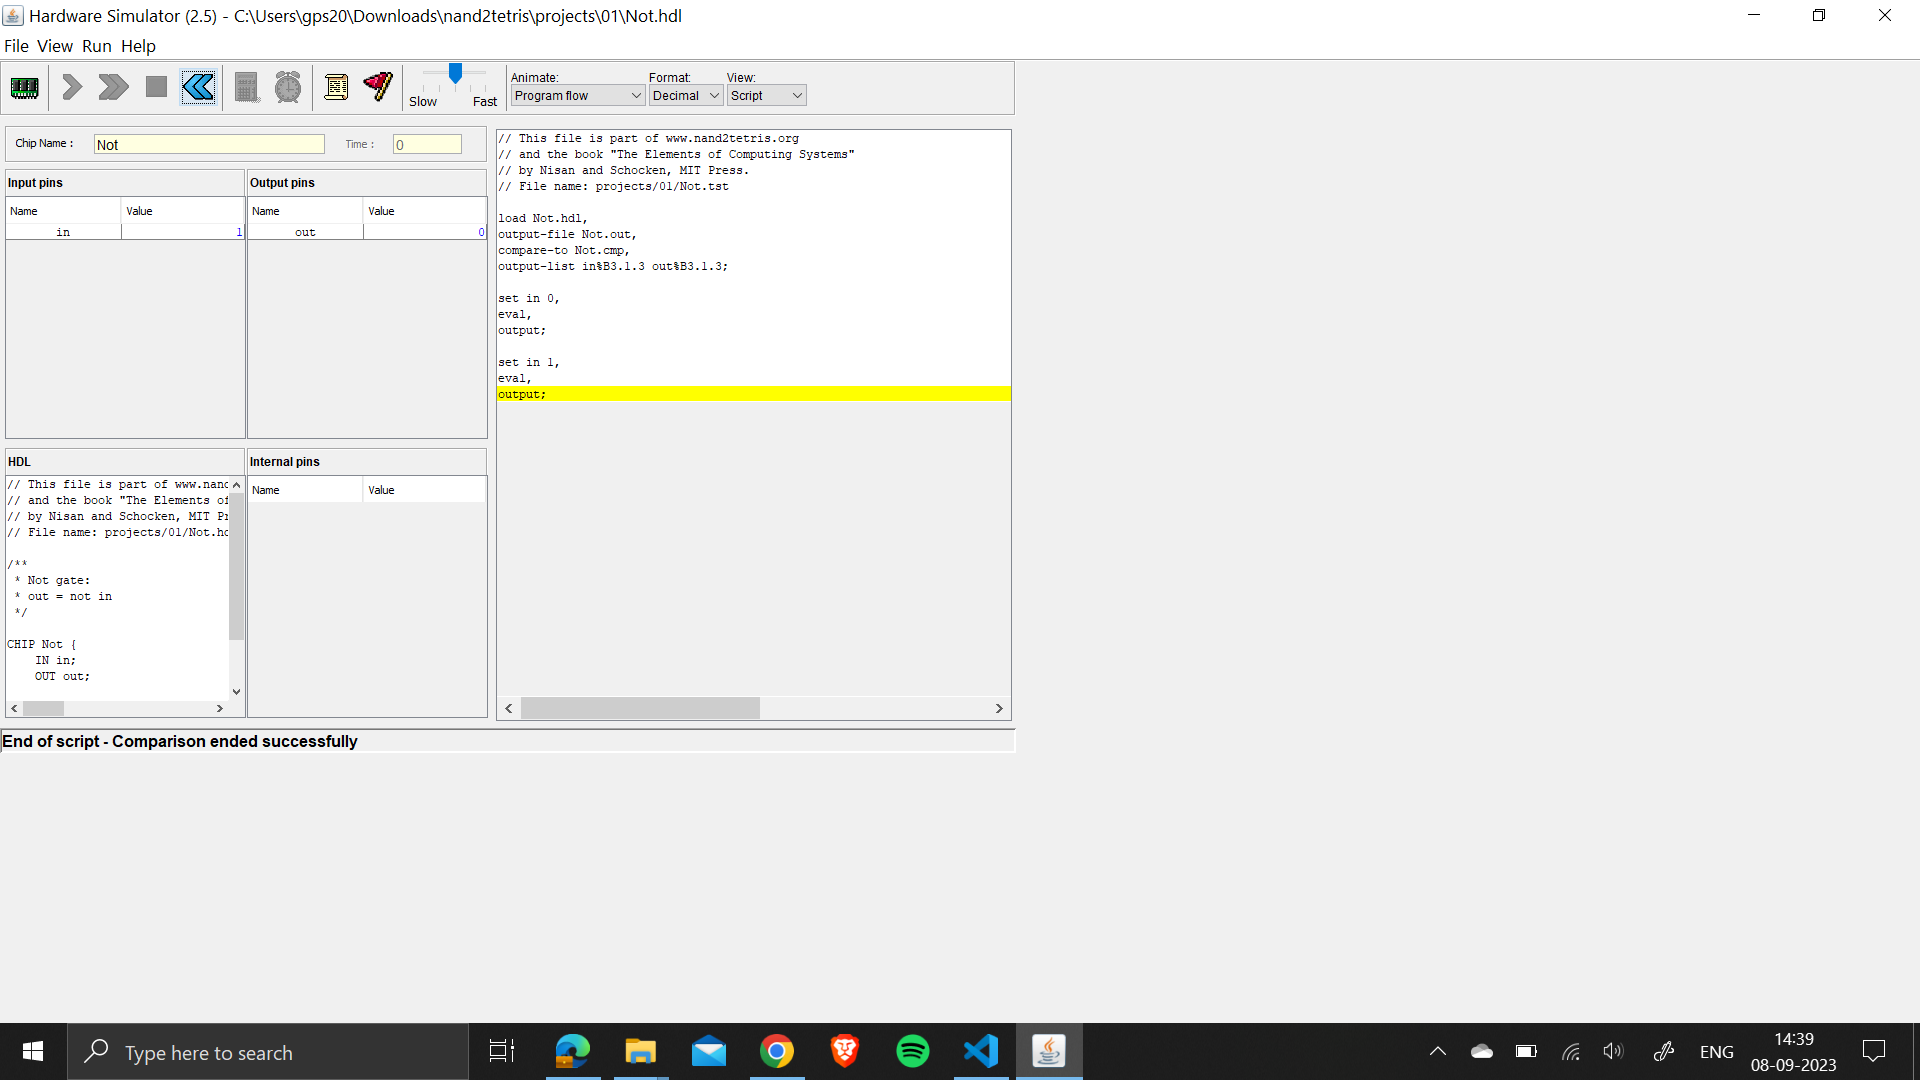 Hardware Simulator (2.5) - C:\Users\gps20\Downloads\nand2tetris\projects\01\Not.hdl
File View Run Help
Slow Fast
Animate: Format: View:
Program flow Decimal Script
Chip Name : Not Time : 0
Input pins
Name Value
in 1
Output pins
Name Value
out 0
// This file is part of www.nand2tetris.org
// and the book "The Elements of Computing Systems"
// by Nisan and Schocken, MIT Press.
// File name: projects/01/Not.tst
load Not.hdl,
output-file Not.out,
compare-to Not.cmp,
output-list in%B3.1.3 out%B3.1.3;
set in 0,
eval,
output;
set in 1,
eval,
output;
HDL
// This file is part of www.nand
// and the book "The Elements of
// by Nisan and Schocken, MIT Pr
// File name: projects/01/Not.hd
/**
* Not gate:
* out = not in
*/
CHIP Not {
IN in;
OUT out;
Internal pins
Name Value
End of script - Comparison ended successfully
Type here to search
ENG
14:39
08-09-2023